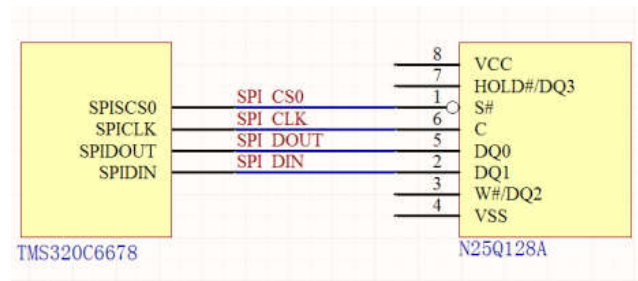 8 VCC
7 HOLD#/DQ3
SPISCS0 SPI CS0 1 S#
SPICLK SPI CLK 6 C
SPIDOUT SPI DOUT 5 DQ0
SPIDIN SPI DIN 2 DQ1
3 W#/DQ2
4 VSS
TMS320C6678 N25Q128A